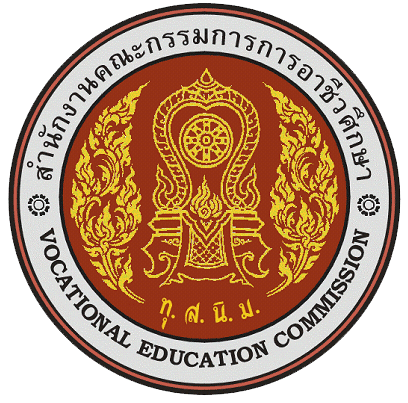 สำนักงานคณะกรรมการการอาชีวศึกษา
ทุ. ส. นิ. ม.
VOCATIONAL EDUCATION COMMISSION